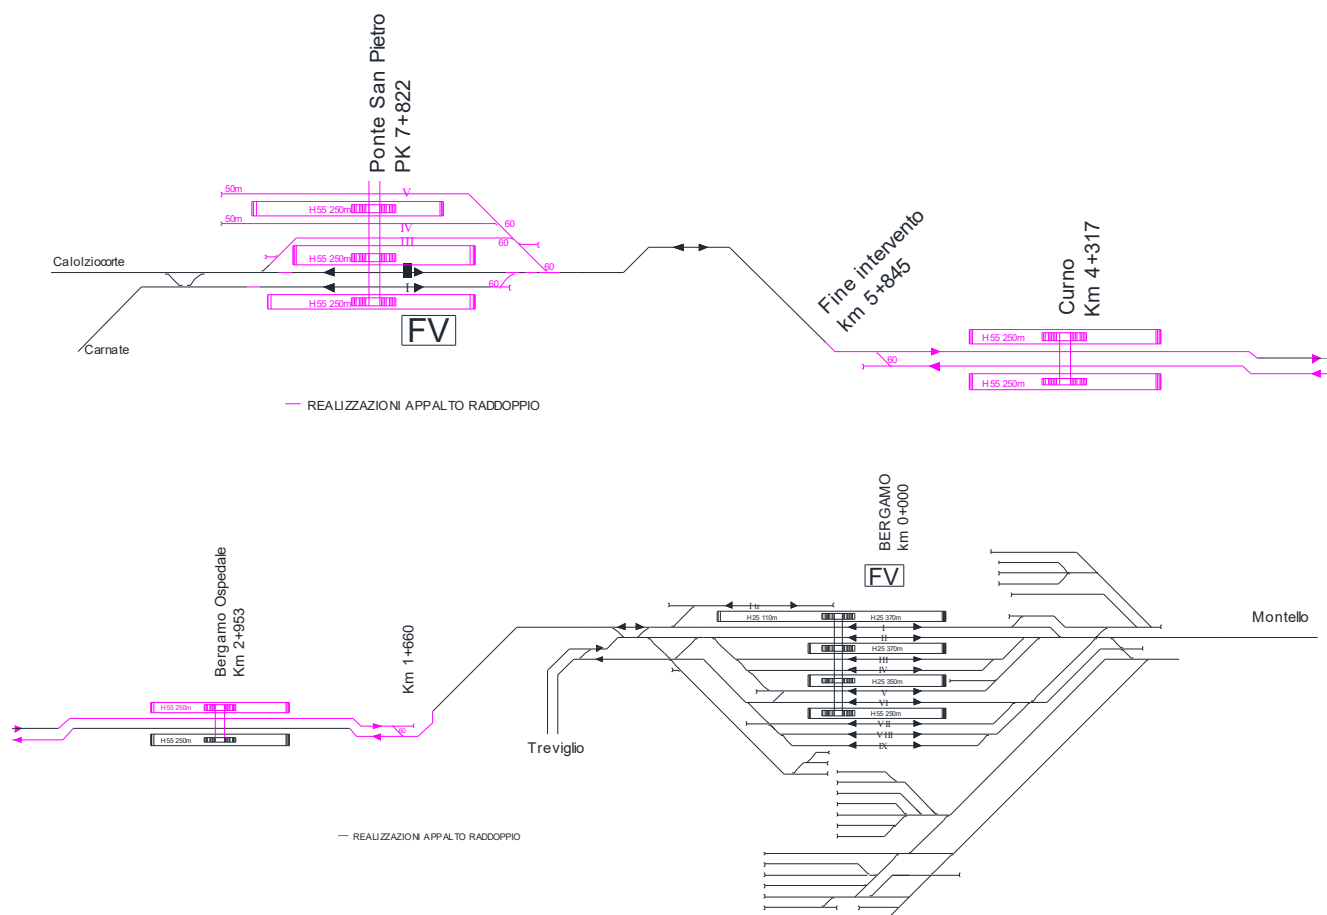 Ponte San Pietro
PK 7+822
50m
V
H55 250m
50m
IV
60
III
60
H55 250m
Calolziocorte
60
I
60
H55 250m
Carnate
FV
Fine intervento
km 5+845
Curno
Km 4+317
H55 250m
60
H55 250m
REALIZZAZIONI APPALTO RADDOPPIO
BERGAMO
km 0+000
FV
Bergamo Ospedale
Km 2+953
Km 1+660
I tr
H25 110m
H25 370m
Montello
I
II
H25 370m
III
IV
H25 350m
V
VI
H55 250m
H55 250m
VII
60
VIII
H55 250m
IX
Treviglio
REALIZZAZIONI APPALTO RADDOPPIO